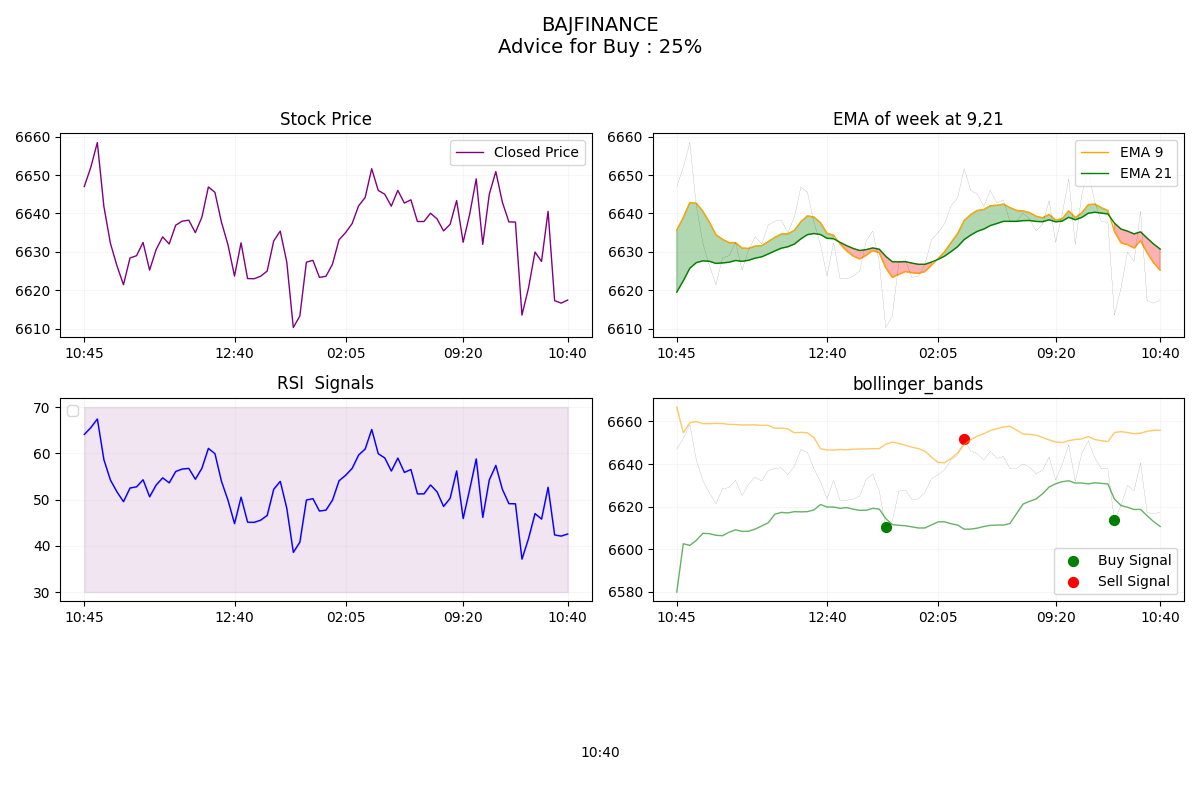 BAJFINANCE
Advice for Buy : 25%
Stock Price
6660
6650
6640
6630
6620
6610
Closed Price
10:45 12:40 02:05 09:20 10:40
EMA of week at 9,21
6660
6650
6640
6630
6620
6610
EMA 9
EMA 21
10:45 12:40 02:05 09:20 10:40
RSI  Signals
70
60
50
40
30
10:45 12:40 02:05 09:20 10:40
bollinger_bands
6660
6640
6620
6600
6580
Buy Signal
Sell Signal
10:45 12:40 02:05 09:20 10:40
10:40